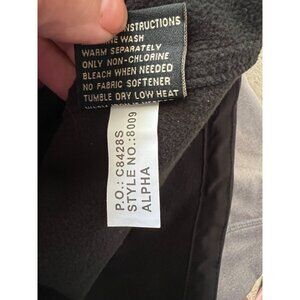 INSTRUCTIONS
WASH
WARM SEPARATELY
ONLY NON-CHLORINE
BLEACH WHEN NEEDED
NO FABRIC SOFTENER
TUMBLE DRY LOW HEAT
P.O.: C8428S
STYLE NO.:8009
ALPHA